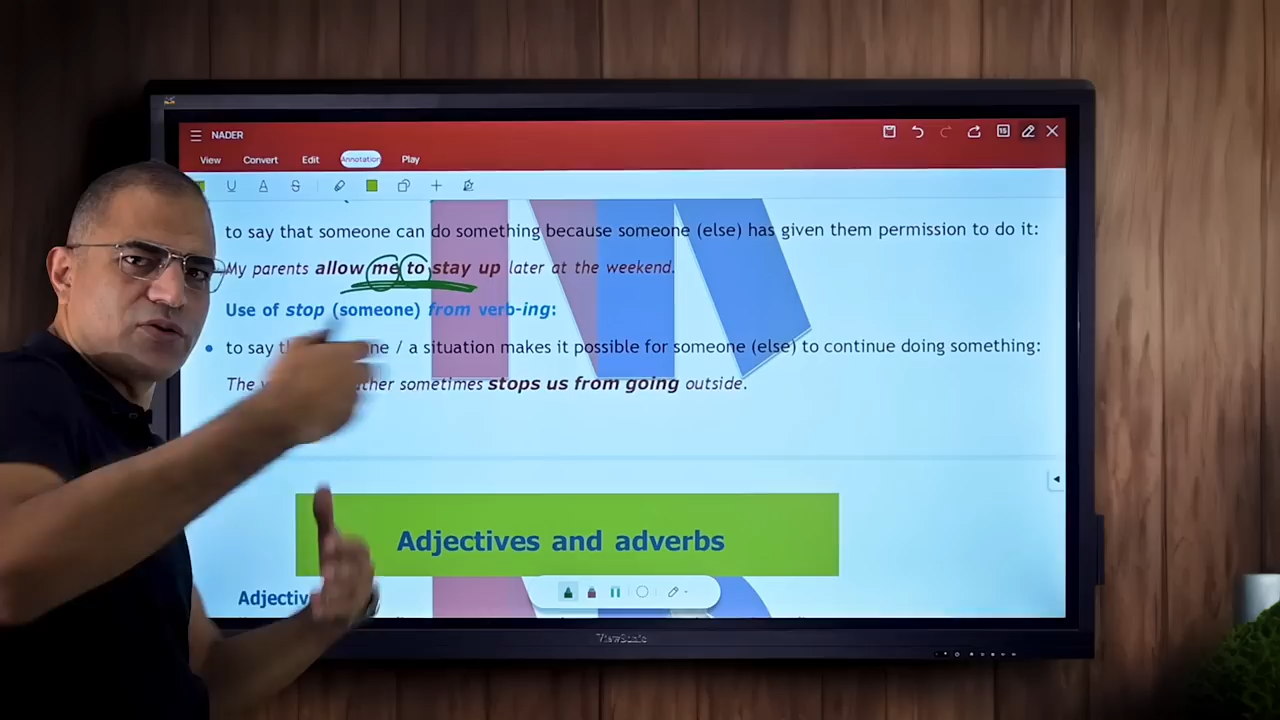 NADER
View Convert Edit Annotation Play
to say that someone can do something because someone (else) has given them permission to do it:
My parents allow me to stay up later at the weekend.
Use of stop (someone) from verb-ing:
• to say / a situation makes it possible for someone (else) to continue doing something:
The sometimes stops us from going outside.
Adjectives and adverbs
ViewSonic